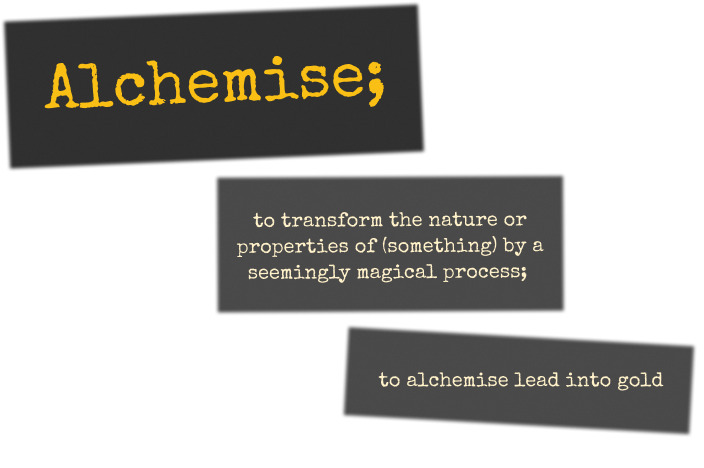 Alchemise;
to transform the nature or
properties of (something) by a
seemingly magical process;
to alchemise lead into gold